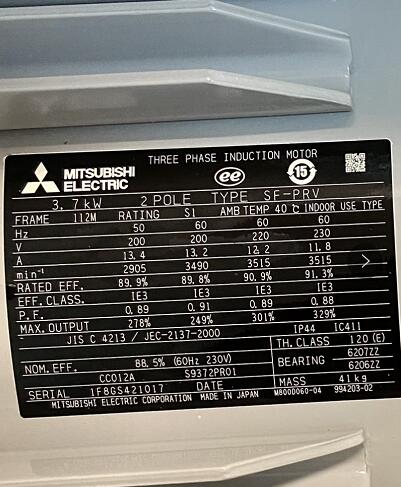 THREE PHASE INDUCTION MOTOR
MITSUBISHI
ELECTRIC
ee
15
3.7kW 2 POLE TYPE SF-PRV
FRAME 112M RATING S1 AMB TEMP 40℃ INDOOR USE TYPE
Hz 50 60 60 60
V 200 200 220 230
A 13.4 13.2 12.2 11.8
min⁻¹ 2905 3490 3515 3515
RATED EFF. 89.9% 89.8% 90.9% 91.3%
EFF. CLASS. IE3 IE3 IE3 IE3
P.F. 0.89 0.91 0.89 0.88
MAX. OUTPUT 278% 249% 301% 329%
JIS C 4213 / JEC-2137-2000 IP44 IC411
TH. CLASS 120 (E)
NOM. EFF. 88.5% (60Hz 230V) BEARING 6207ZZ
6206ZZ
CC012A S9372PR01
SERIAL 1F8GS421017 DATE MASS 41kg
MITSUBISHI ELECTRIC CORPORATION MADE IN JAPAN M8000060-04 994203-02